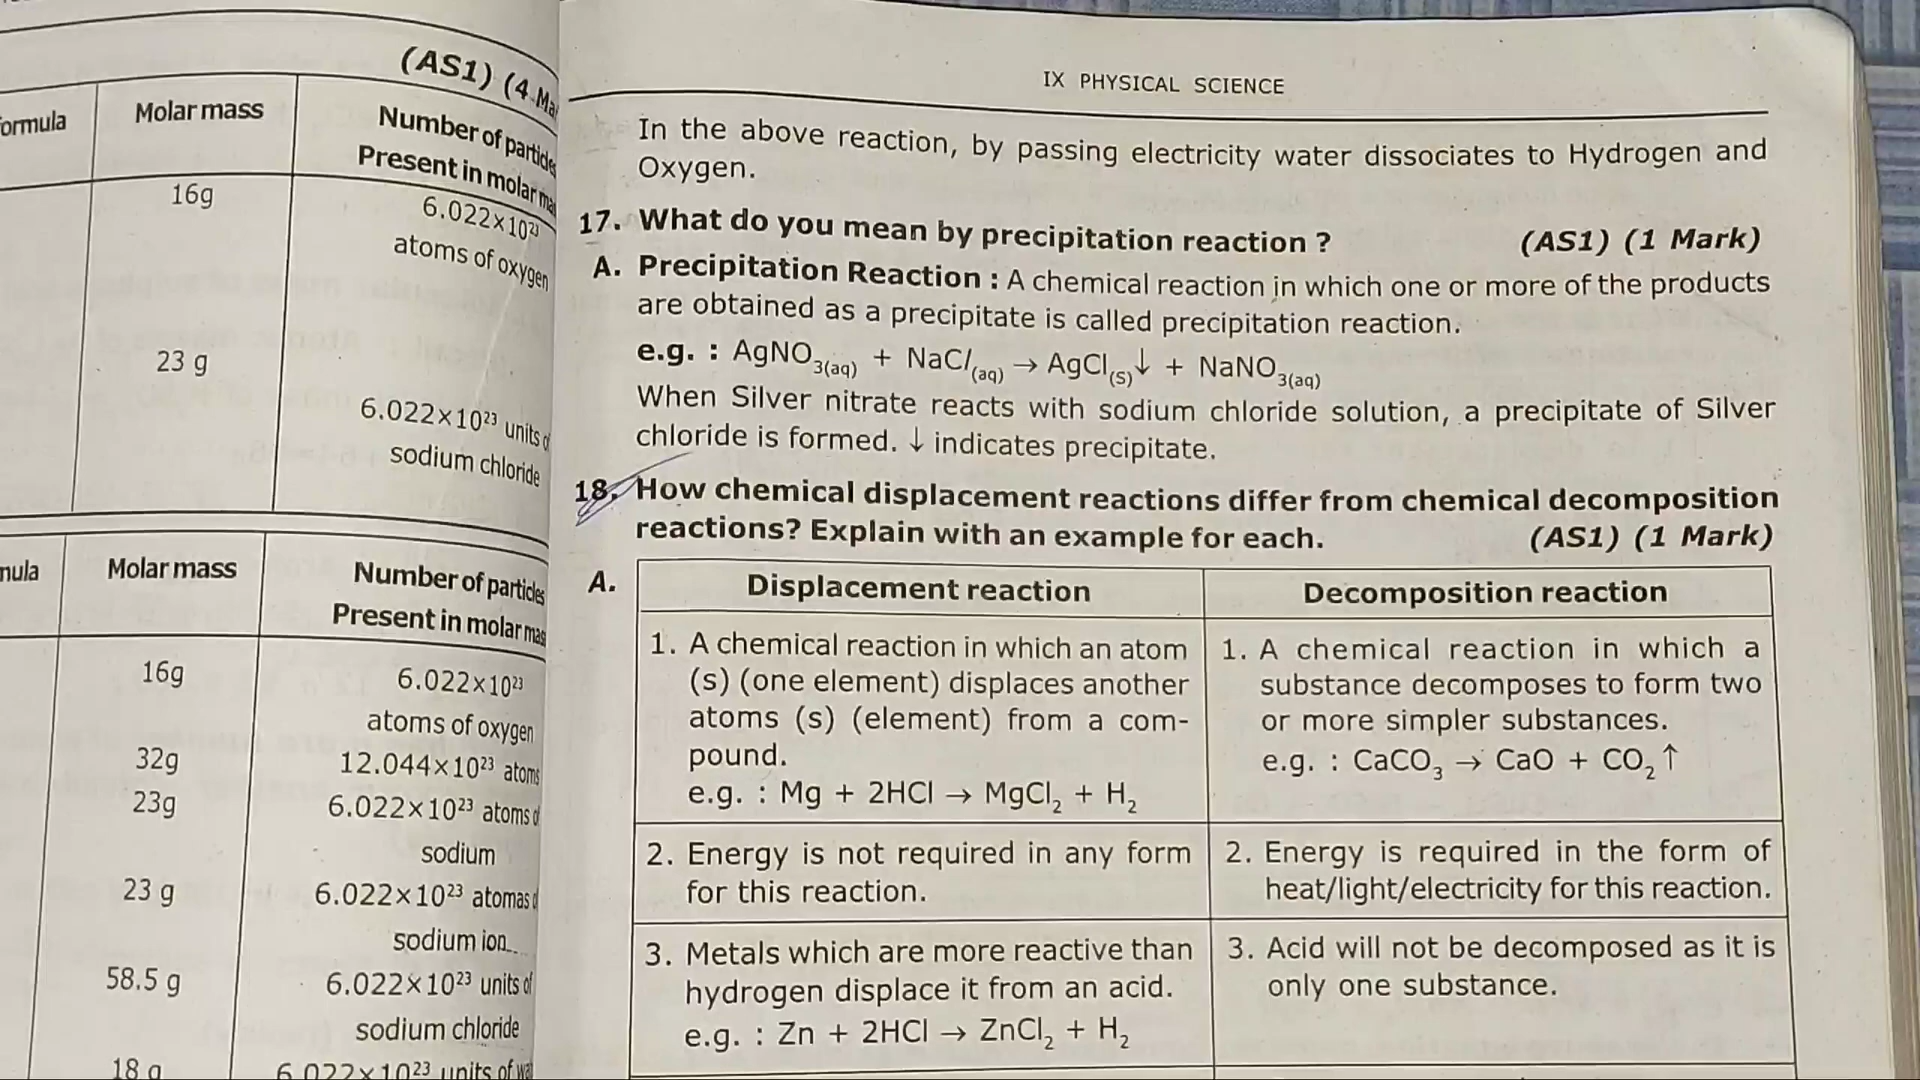 (AS1) (4
Molar mass
Number of
Present in molar
16g
6.022×10
atoms of oxygen
23 g
6.022×10²³ units
sodium chloride
Molar mass
Number of particles
Present in molar
16g
6.022×10²³
atoms of oxygen
32g
12.044×10²³ atoms
23g
6.022×10²³ atoms
sodium
23 g
6.022×10²³ atomas
sodium ion
58.5 g
6.022×10²³ units of
sodium chloride
18 g
6.022×10²³ units of
IX PHYSICAL SCIENCE
In the above reaction, by passing electricity water dissociates to Hydrogen and
Oxygen.
17. What do you mean by precipitation reaction ? (AS1) (1 Mark)
A. Precipitation Reaction : A chemical reaction in which one or more of the products
are obtained as a precipitate is called precipitation reaction.
e.g. : AgNO₃(aq) + NaCl(aq) → AgCl(S)↓ + NaNO₃(aq)
When Silver nitrate reacts with sodium chloride solution, a precipitate of Silver
chloride is formed. ↓ indicates precipitate.
18. How chemical displacement reactions differ from chemical decomposition
reactions? Explain with an example for each. (AS1) (1 Mark)
A. Displacement reaction
1. A chemical reaction in which an atom
(s) (one element) displaces another
atoms (s) (element) from a com-
pound.
e.g. : Mg + 2HCl → MgCl₂ + H₂
2. Energy is not required in any form
for this reaction.
3. Metals which are more reactive than
hydrogen displace it from an acid.
e.g. : Zn + 2HCl → ZnCl₂ + H₂
Decomposition reaction
1. A chemical reaction in which a
substance decomposes to form two
or more simpler substances.
e.g. : CaCO₃ → CaO + CO₂ ↑
2. Energy is required in the form of
heat/light/electricity for this reaction.
3. Acid will not be decomposed as it is
only one substance.